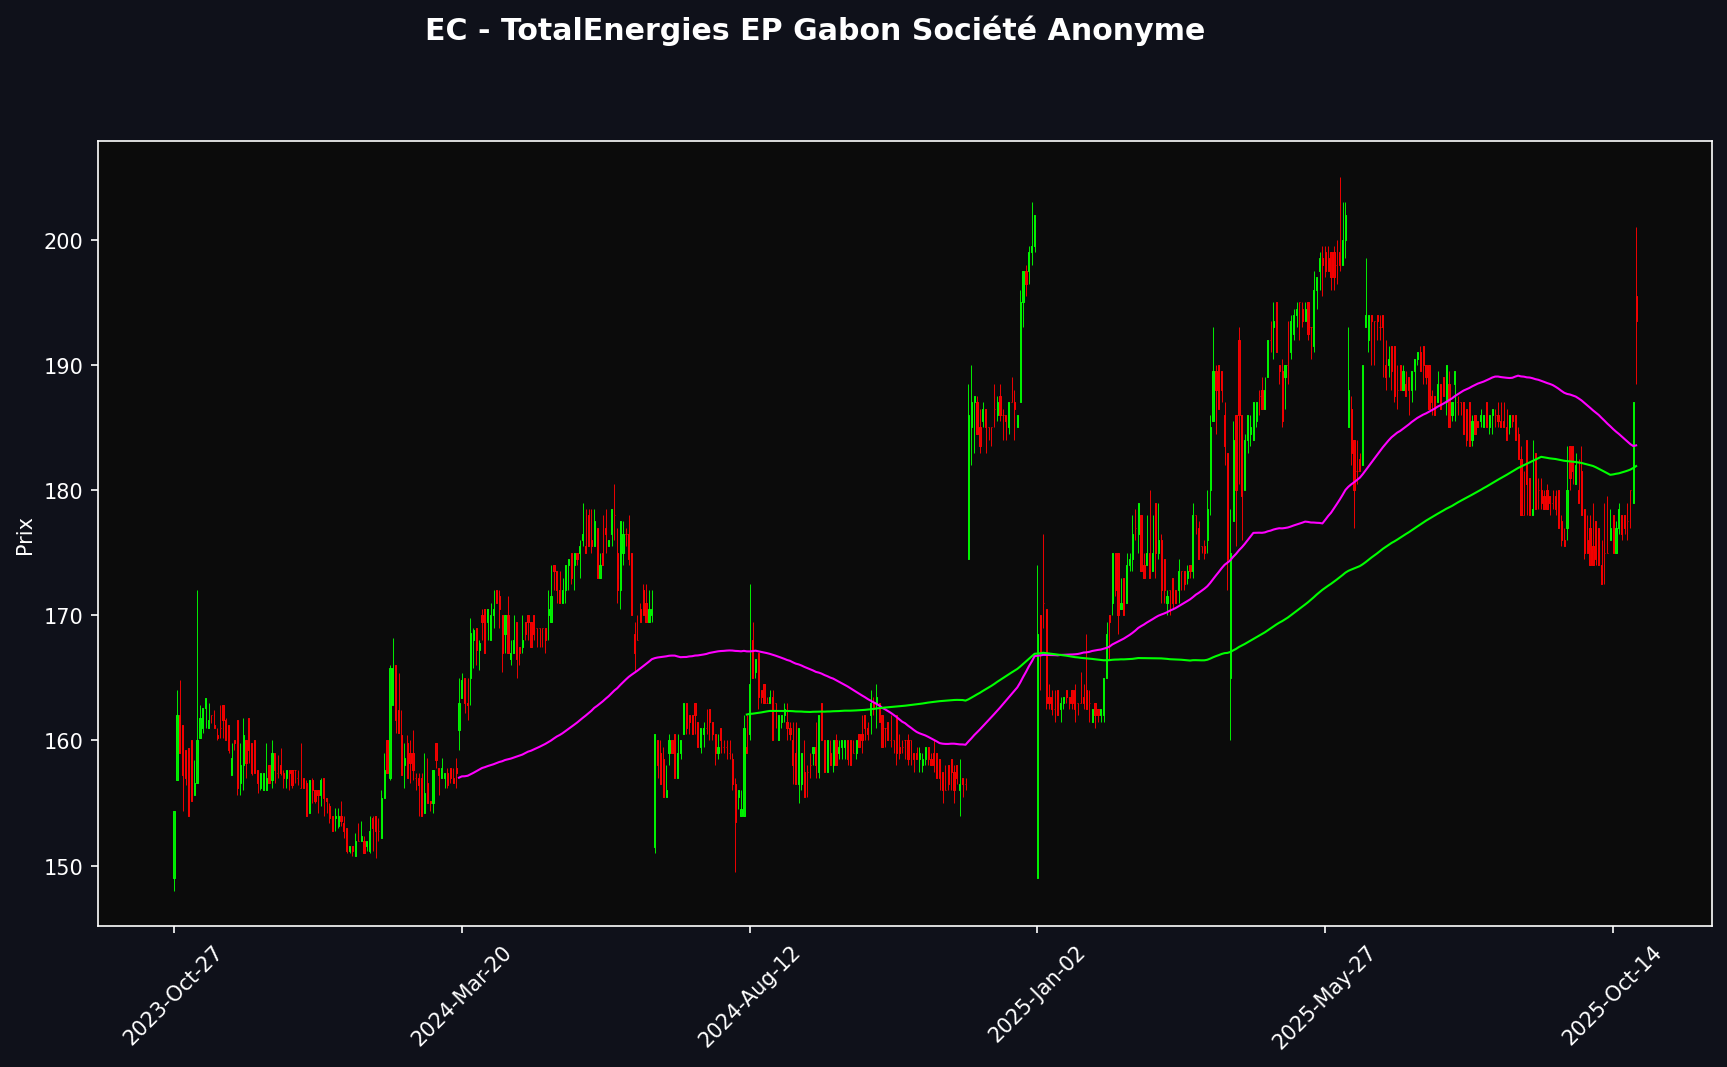 EC - TotalEnergies EP Gabon Société Anonyme
Prix
200
190
180
170
160
150
2023-Oct-27
2024-Mar-20
2024-Aug-12
2025-Jan-02
2025-May-27
2025-Oct-14